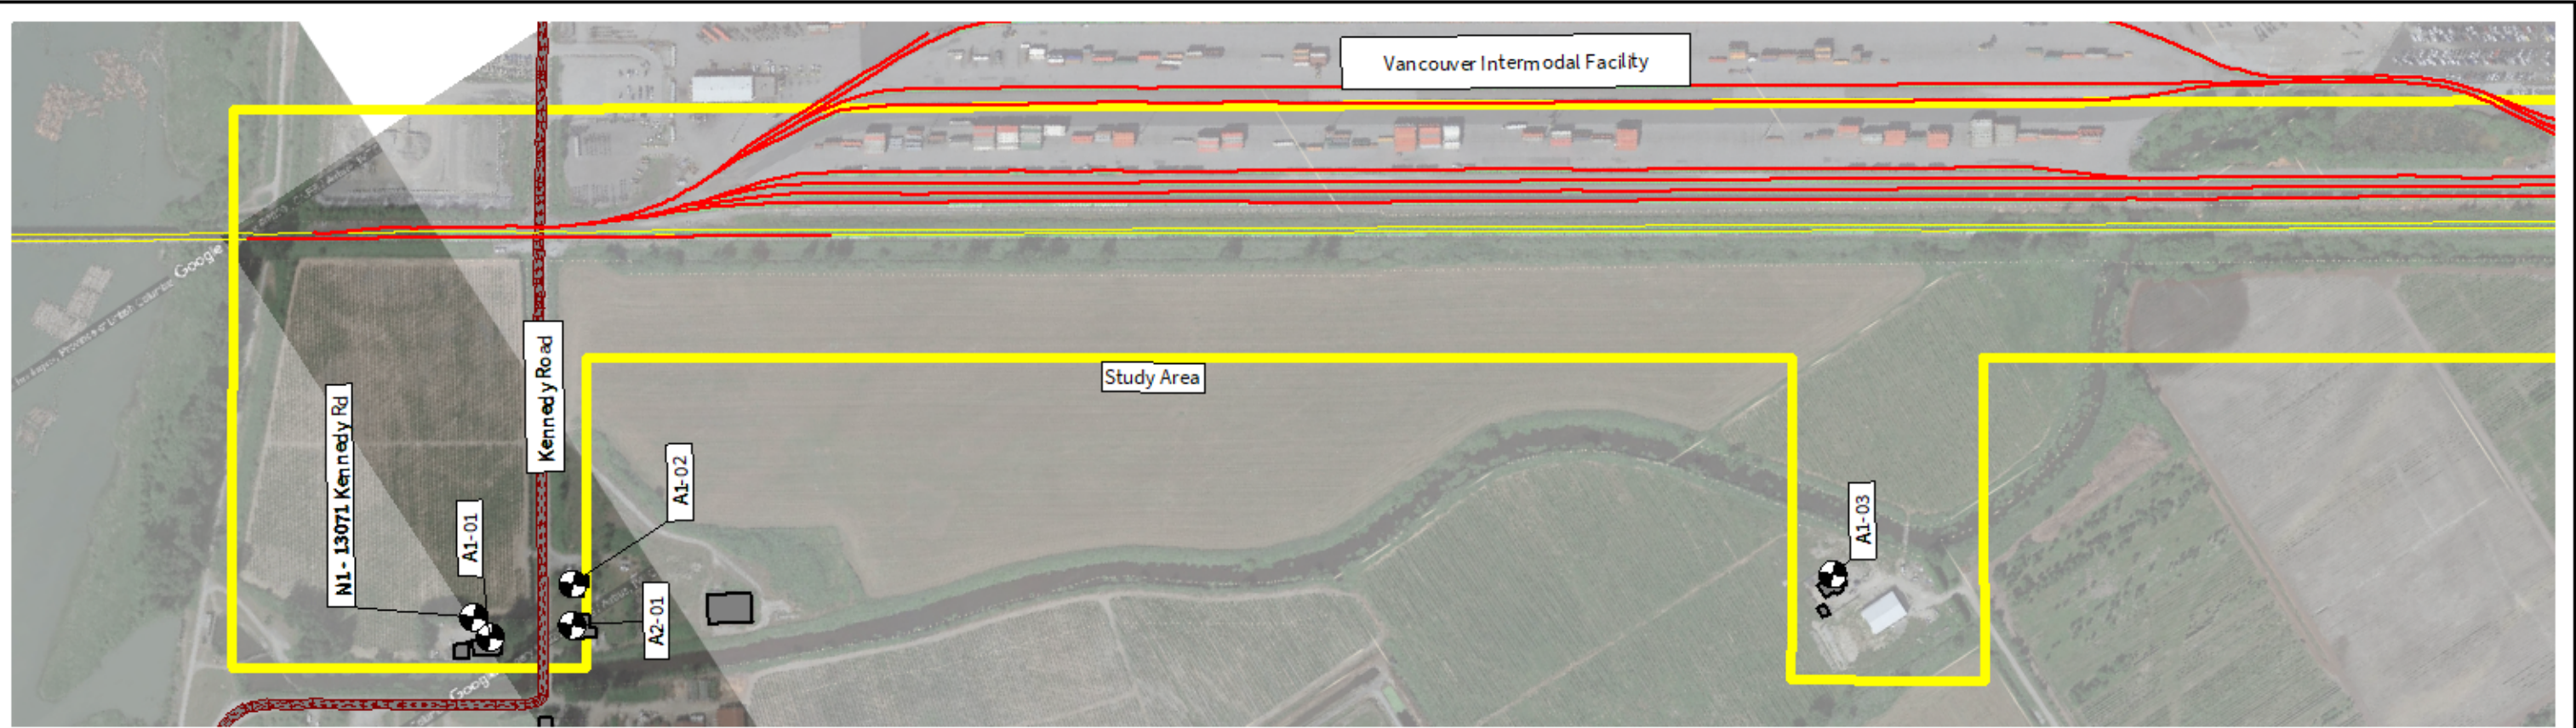 Vancouver Intermodal Facility
Google
Kennedy Road
Study Area
N1- 13071 Kennedy Rd
A1-02
A1-01
A1-03
A2-01
Google